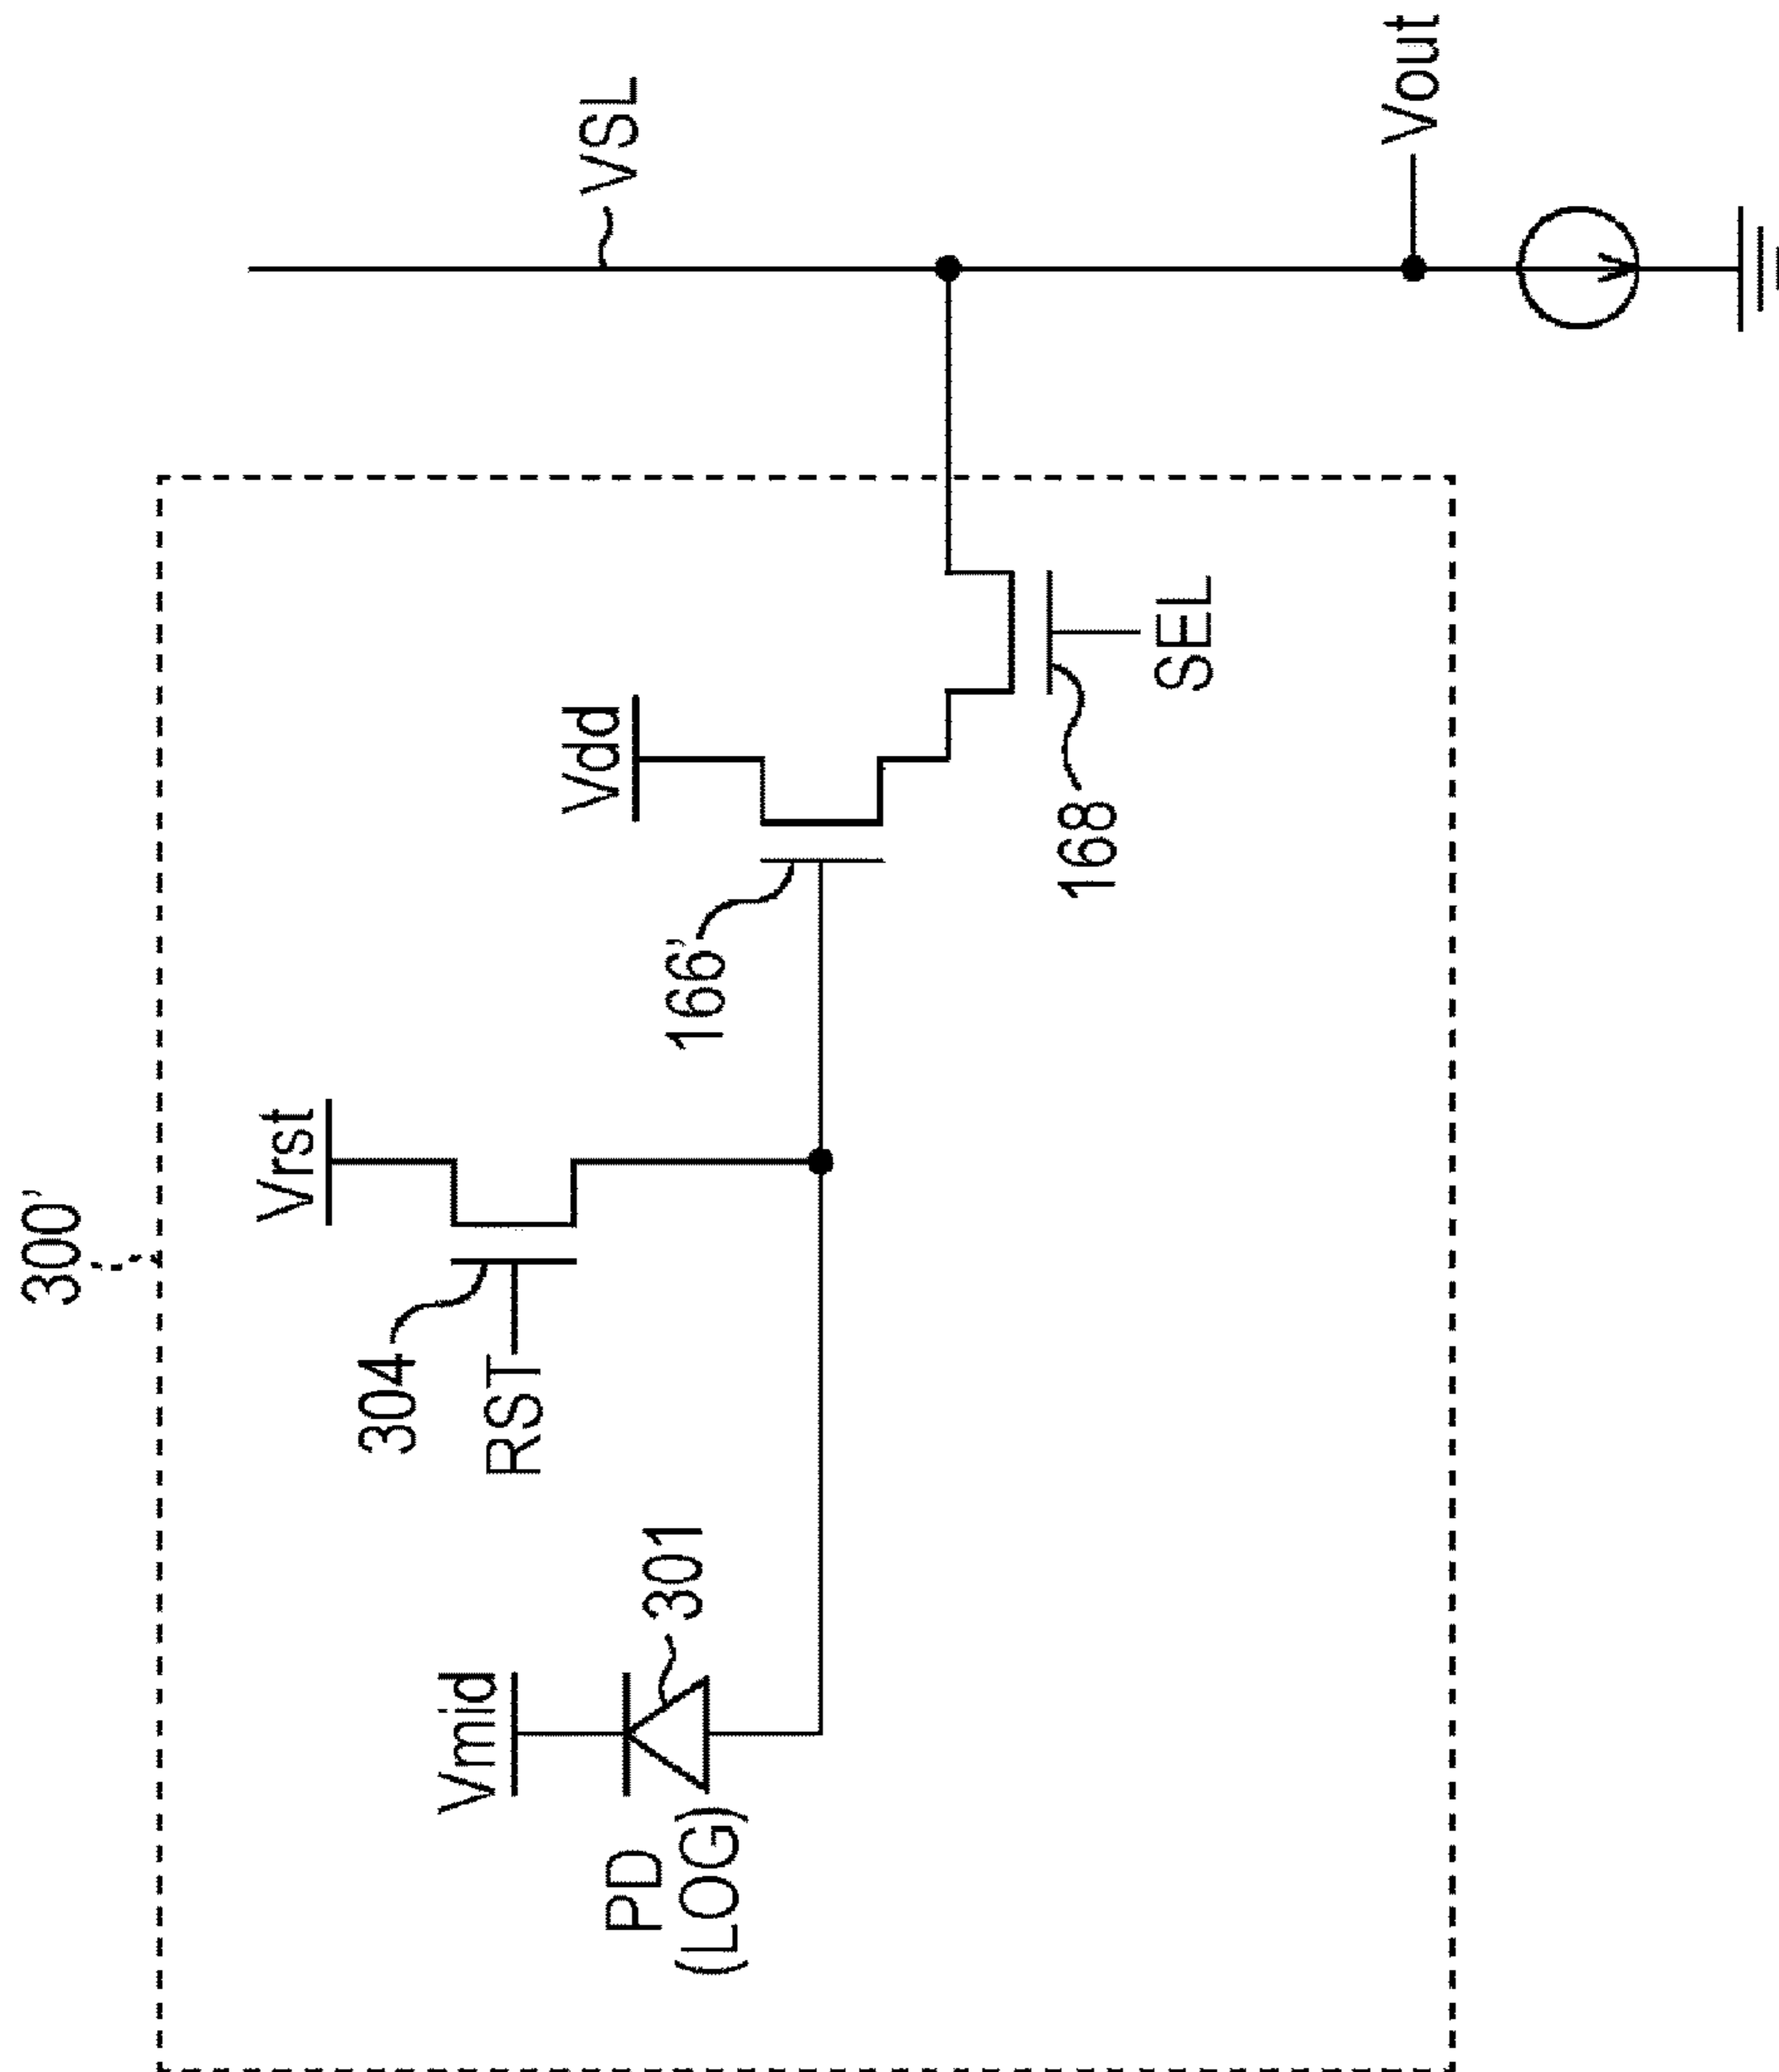 300'
Vrst
304
RST
Vmid
301
PD
(LOG)
Vdd
166'
168
SEL
VSL
Vout